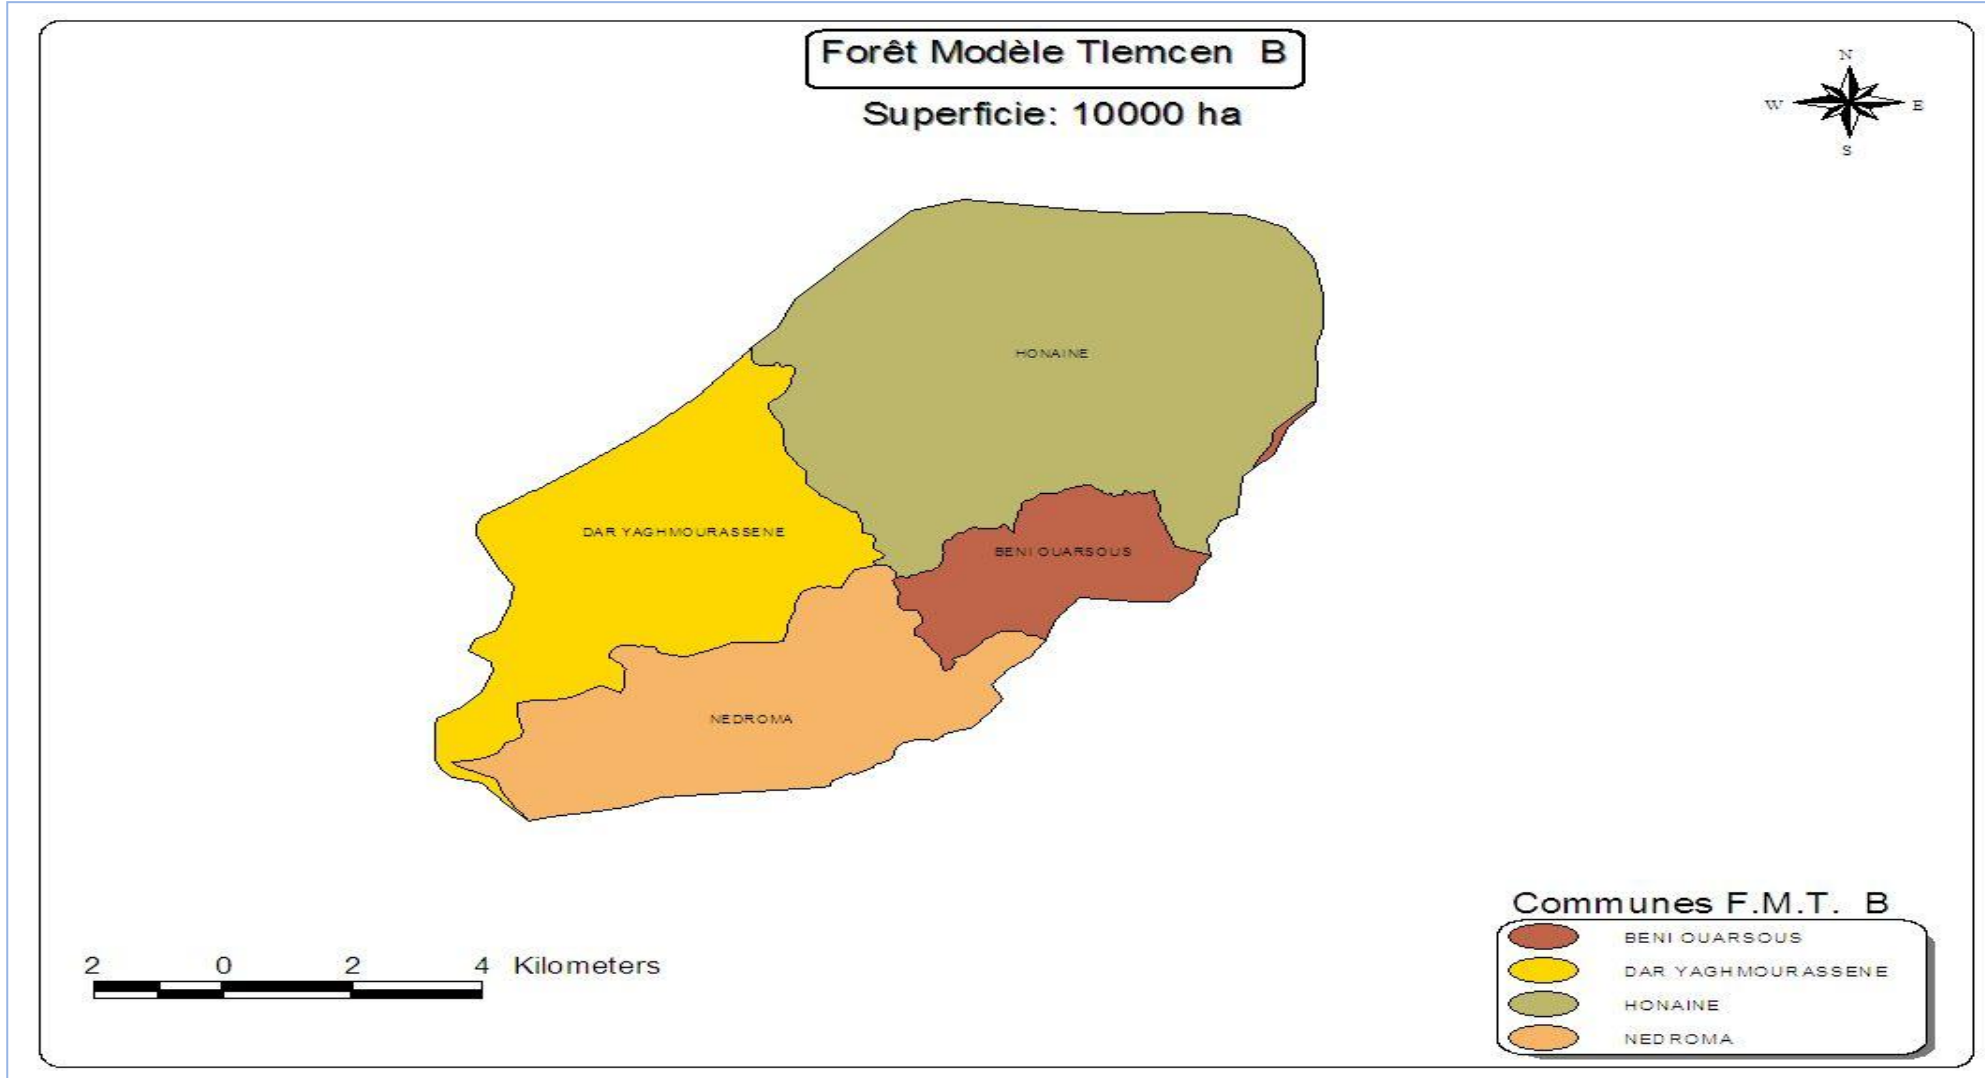 Forêt Modèle Tlemcen B
Superficie: 10000 ha
N
W E
S
HONAINE
DAR YAGHMOURASSENE
BENI OUARSOUS
NEDROMA
2 0 2 4 Kilometers
Communes F.M.T. B
BENI OUARSOUS
DAR YAGHMOURASSENE
HONAINE
NEDROMA